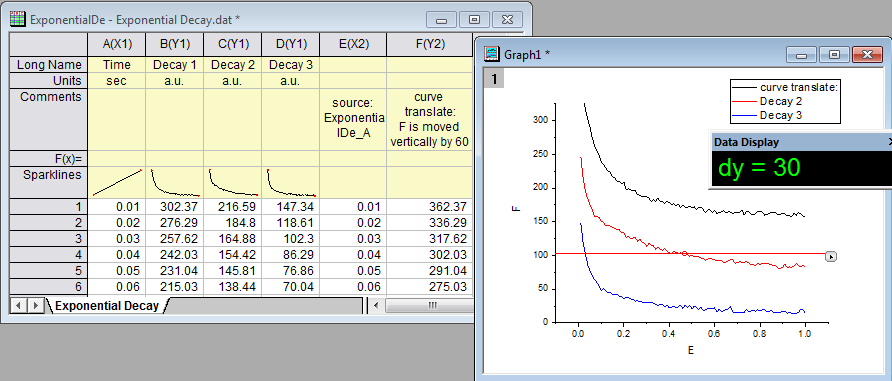 ExponentialDe - Exponential Decay.dat *
A(X1) B(Y1) C(Y1) D(Y1) E(X2) F(Y2)
Long Name Time Decay 1 Decay 2 Decay 3
Units sec a.u. a.u. a.u.
Comments source: Exponentia lDe_A curve translate: F is moved vertically by 60
F(x)=
Sparklines
1 0.01 302.37 216.59 147.34 0.01 362.37
2 0.02 276.29 184.8 118.61 0.02 336.29
3 0.03 257.62 164.88 102.3 0.03 317.62
4 0.04 242.03 154.42 86.29 0.04 302.03
5 0.05 231.04 145.81 76.86 0.05 291.04
6 0.06 215.03 138.44 70.04 0.06 275.03
Exponential Decay
Graph1 *
1
curve translate:
Decay 2
Decay 3
Data Display
dy = 30
300
250
200
150
100
50
0
F
0.0 0.2 0.4 0.6 0.8 1.0
E